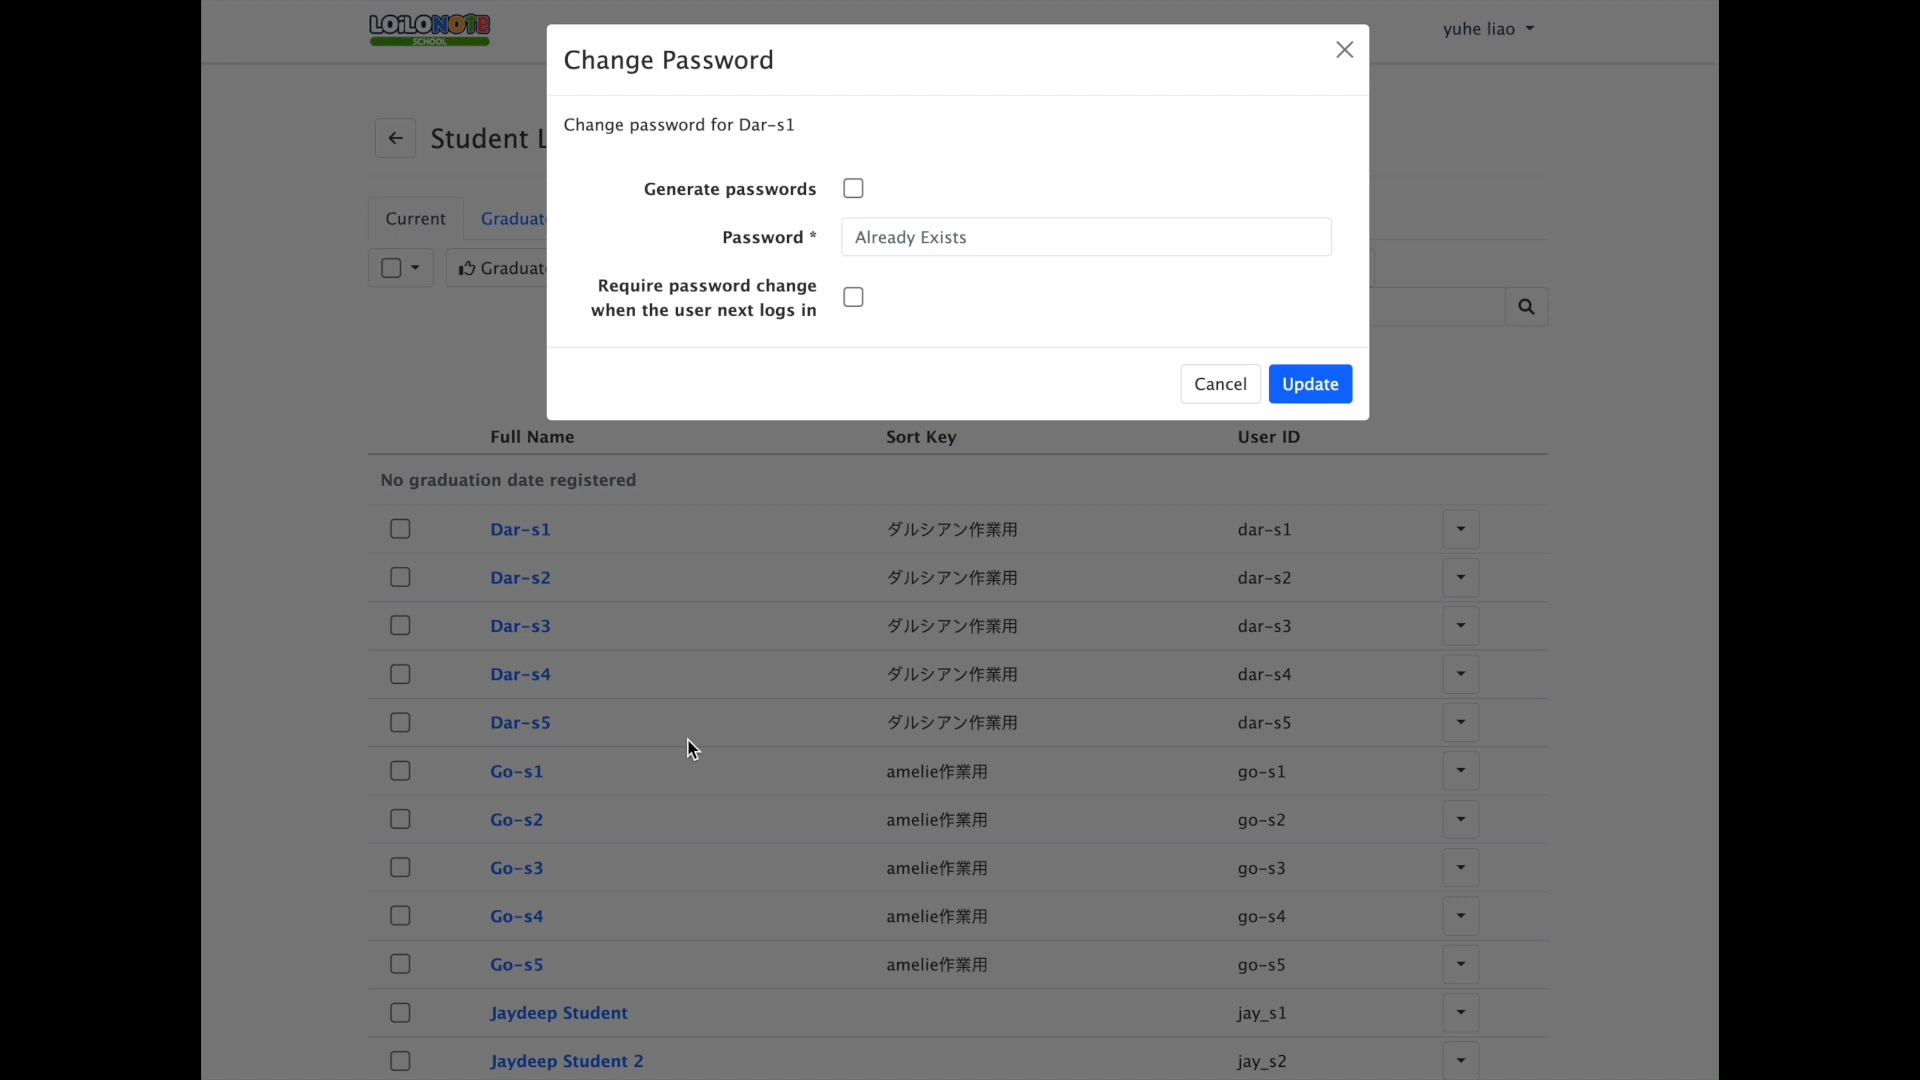 LOiLONOTE
SCHOOL
yuhe liao
Change Password
Change password for Dar-s1
Student L
Generate passwords
Current
Graduat
Password *
Already Exists
Graduat
Require password change
when the user next logs in
Cancel
Update
Full Name
Sort Key
User ID
No graduation date registered
Dar-s1
ダルシアン作業用
dar-s1
Dar-s2
ダルシアン作業用
dar-s2
Dar-s3
ダルシアン作業用
dar-s3
Dar-s4
ダルシアン作業用
dar-s4
Dar-s5
ダルシアン作業用
dar-s5
Go-s1
amelie作業用
go-s1
Go-s2
amelie作業用
go-s2
Go-s3
amelie作業用
go-s3
Go-s4
amelie作業用
go-s4
Go-s5
amelie作業用
go-s5
Jaydeep Student
jay_s1
Jaydeep Student 2
jay_s2